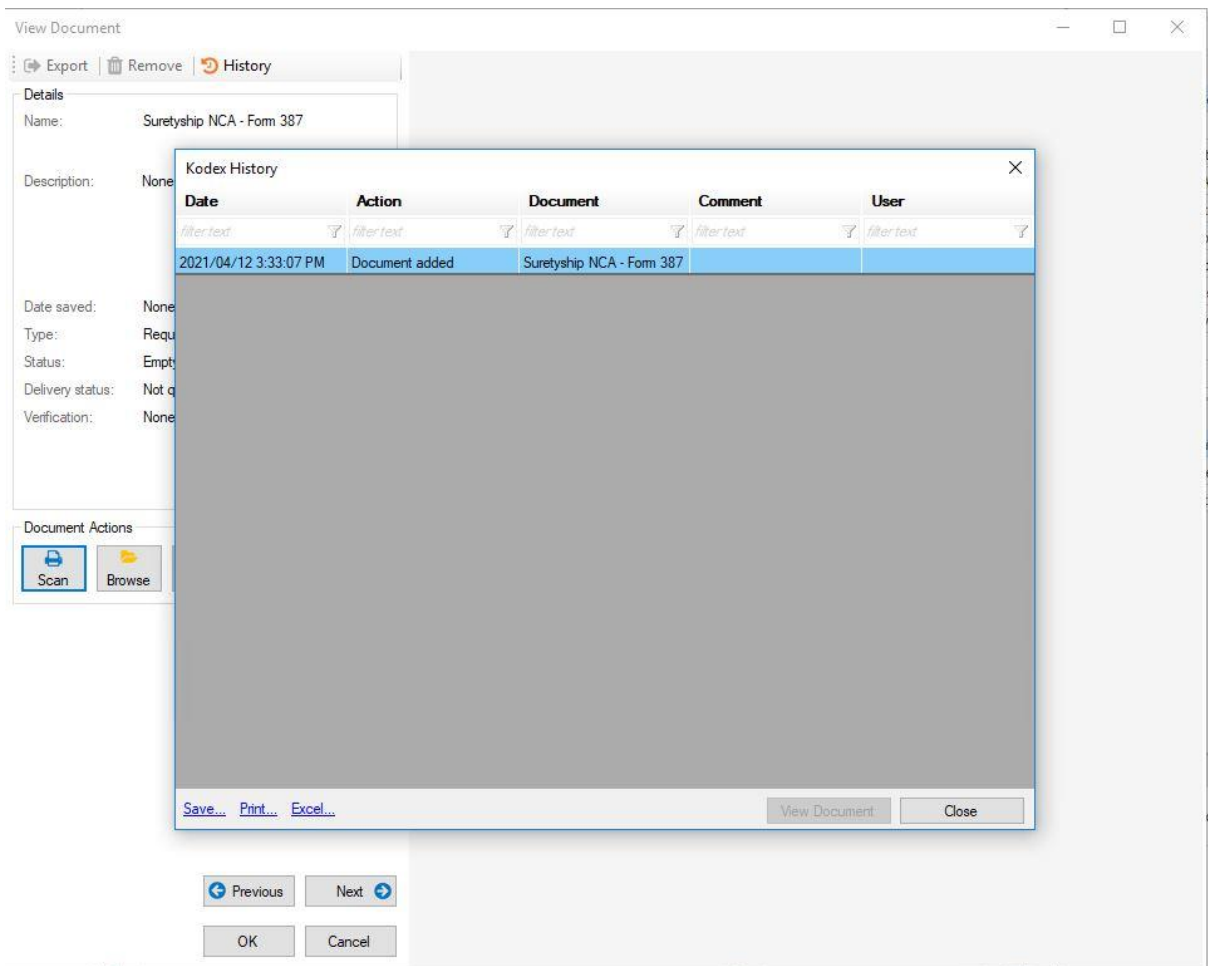 View Document
Export Remove History
Details
Name: Suretyship NCA - Form 387
Kodex History
Description: None
Date Action Document Comment User
filter text filter text filter text filter text filter text
2021/04/12 3:33:07 PM Document added Suretyship NCA - Form 387
Date saved: None
Type: Requ
Status: Empty
Delivery status: Not q
Verification: None
Document Actions
Scan Browse
Save... Print... Excel...
View Document Close
Previous Next
OK Cancel